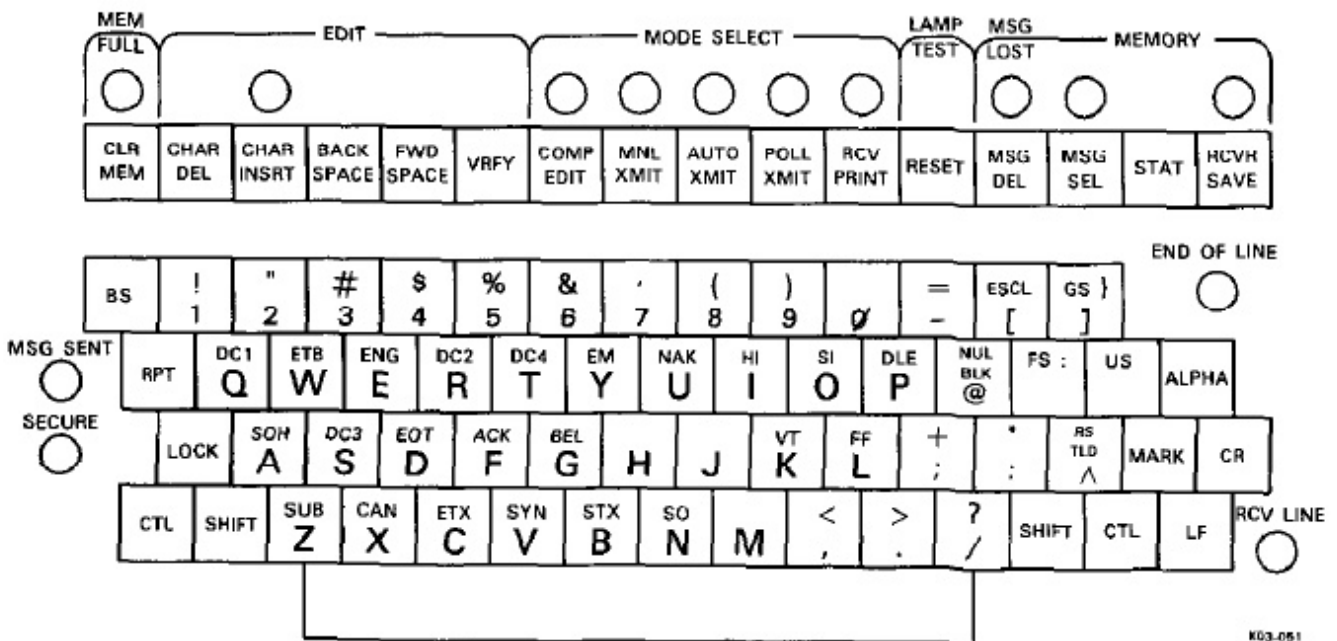 MEM FULL EDIT MODE SELECT LAMP TEST MSG LOST MEMORY
CLR MEM CHAR DEL CHAR INSRT BACK SPACE FWD SPACE VRFY COMP EDIT MNL XMIT AUTO XMIT POLL XMIT RCV PRINT RESET MSG DEL MSG SEL STAT RCVR SAVE
END OF LINE
BS ! 1 " 2 # 3 $ 4 % 5 & 6 ' 7 ( 8 ) 9 Ø = - ESCL [ GS } ]
MSG SENT
RPT DC1 Q ETB W ENG E DC2 R DC4 T EM Y NAK U HI I SI O DLE P NUL BLK @ FS : US ALPHA
SECURE
LOCK SOH A DC3 S EOT D ACK F BEL G H J VT K FF L + ; * : RS TLD ^ MARK CR
CTL SHIFT SUB Z CAN X ETX C SYN V STX B SO N M < , > . ? / SHIFT CTL LF
RCV LINE
K03-051